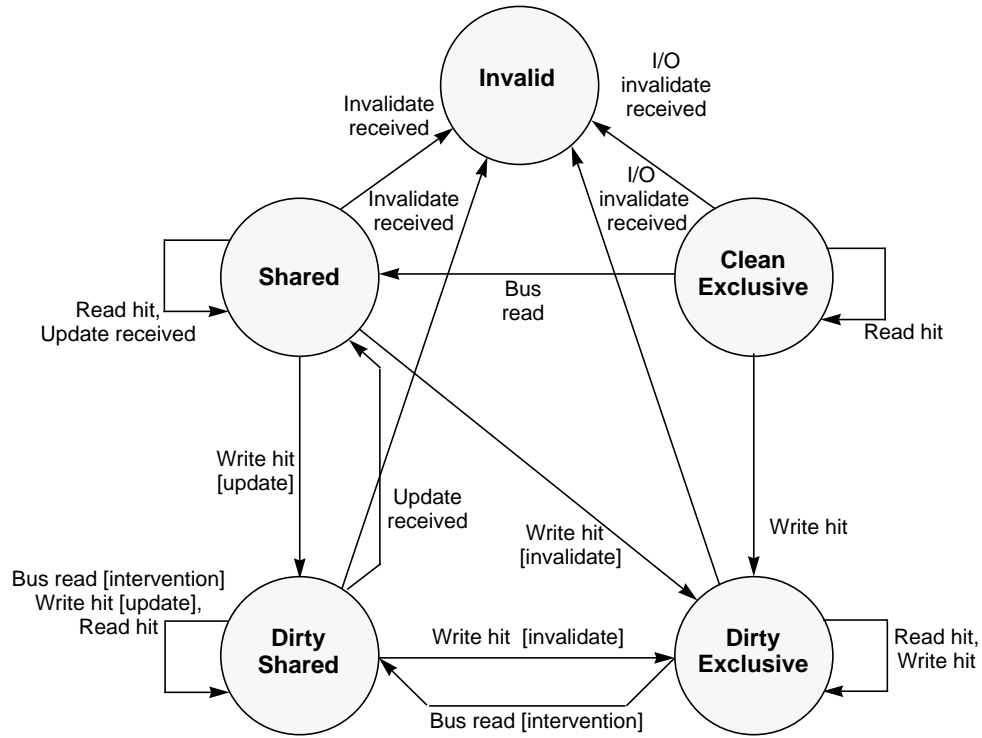 Invalid
I/O
invalidate
received
Invalidate
received
I/O
invalidate
received
Invalidate
received
Shared
Clean
Exclusive
Bus
read
Read hit,
Update received
Read hit
Write hit
[update]
Update
received
Write hit
[invalidate]
Write hit
Bus read [intervention]
Write hit [update],
Read hit
Dirty
Shared
Write hit [invalidate]
Dirty
Exclusive
Read hit,
Write hit
Bus read [intervention]